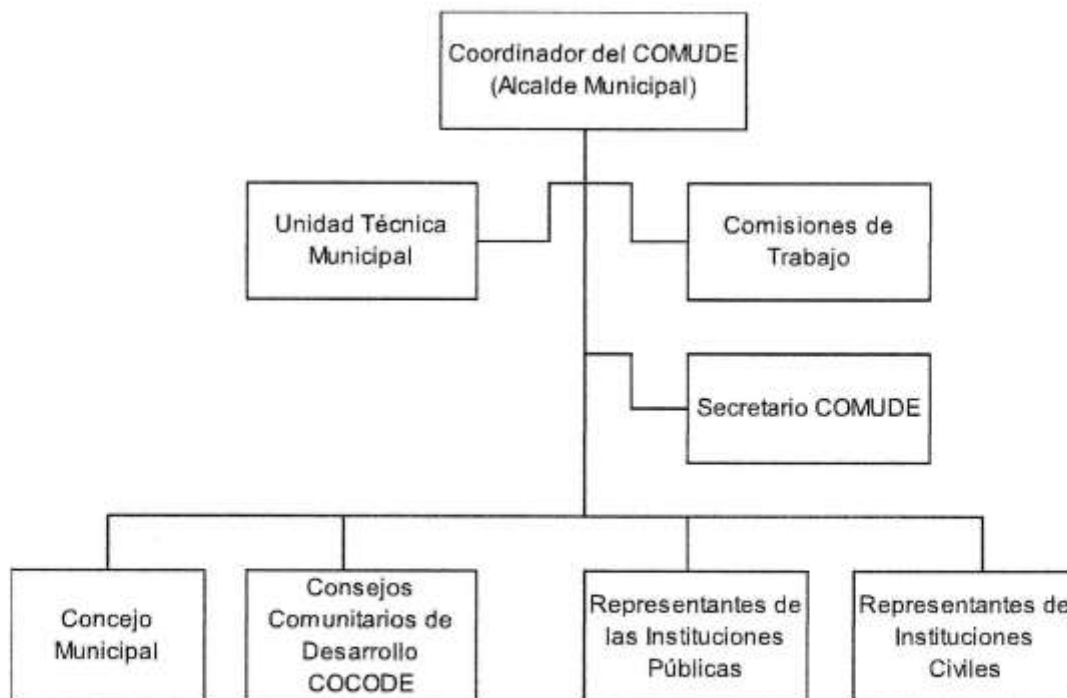 Coordinador del COMUDE
(Alcalde Municipal)
Unidad Técnica
Municipal
Comisiones de
Trabajo
Secretario COMUDE
Concejo
Municipal
Consejos
Comunitarios de
Desarrollo
COCODE
Representantes de
las Instituciones
Públicas
Representantes de
Instituciones
Civiles